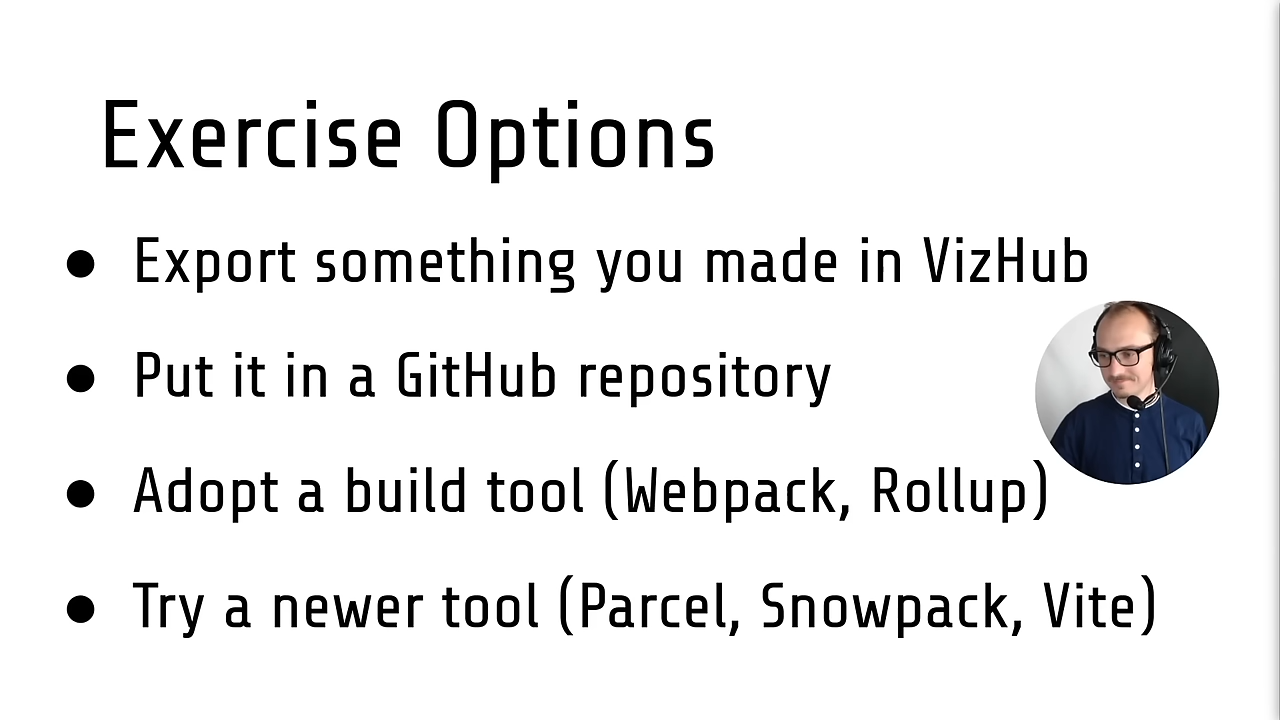 Exercise Options
● Export something you made in VizHub
● Put it in a GitHub repository
● Adopt a build tool (Webpack, Rollup)
● Try a newer tool (Parcel, Snowpack, Vite)